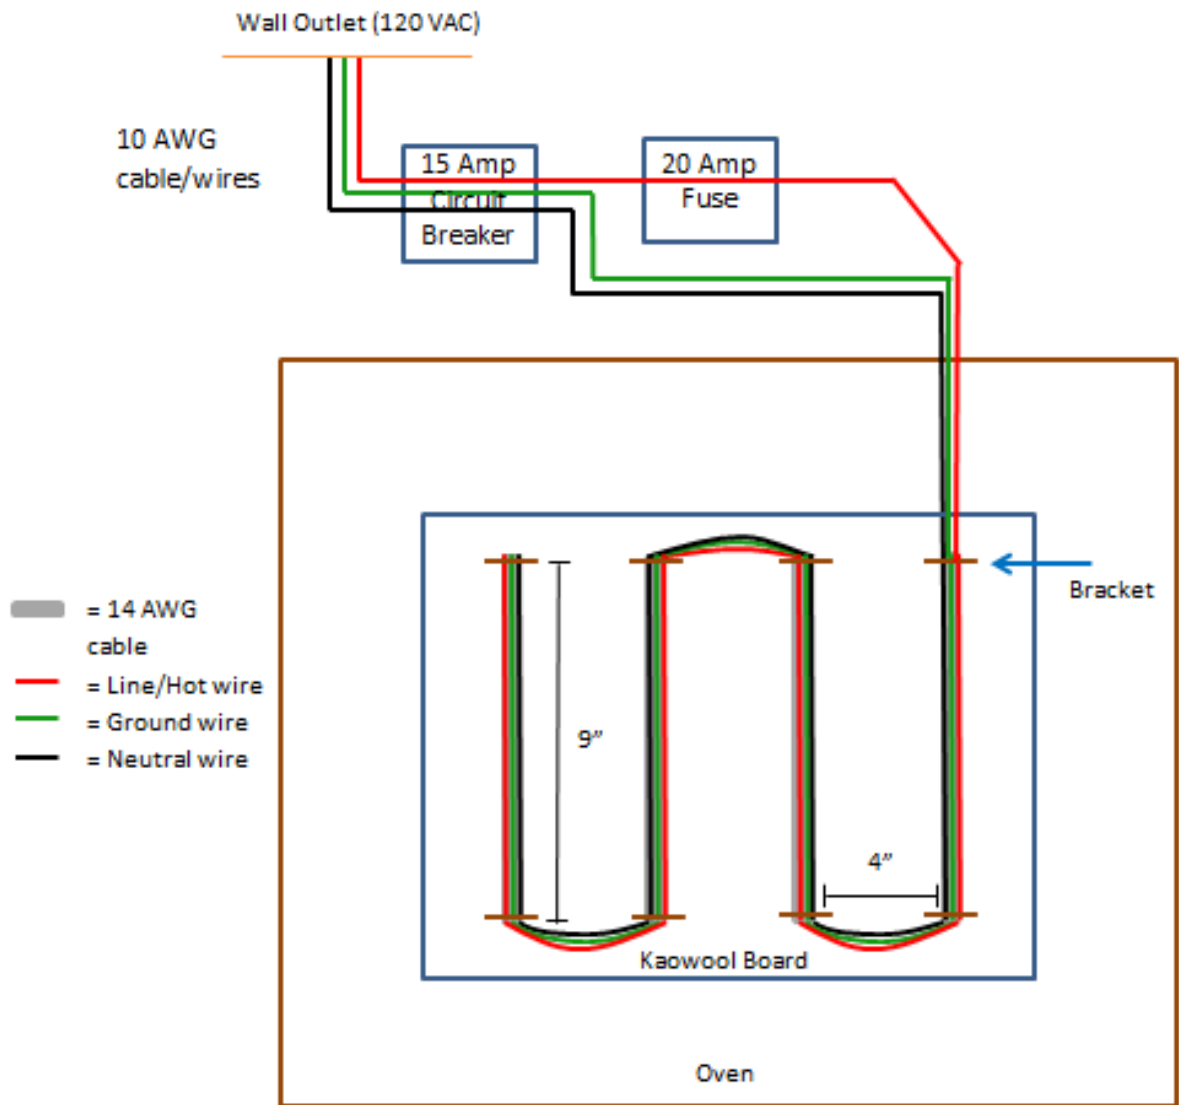 Wall Outlet (120 VAC)
10 AWG
cable/wires
15 Amp
Circuit
Breaker
20 Amp
Fuse
Bracket
= 14 AWG
cable
= Line/Hot wire
= Ground wire
= Neutral wire
9”
4”
Kaowool Board
Oven